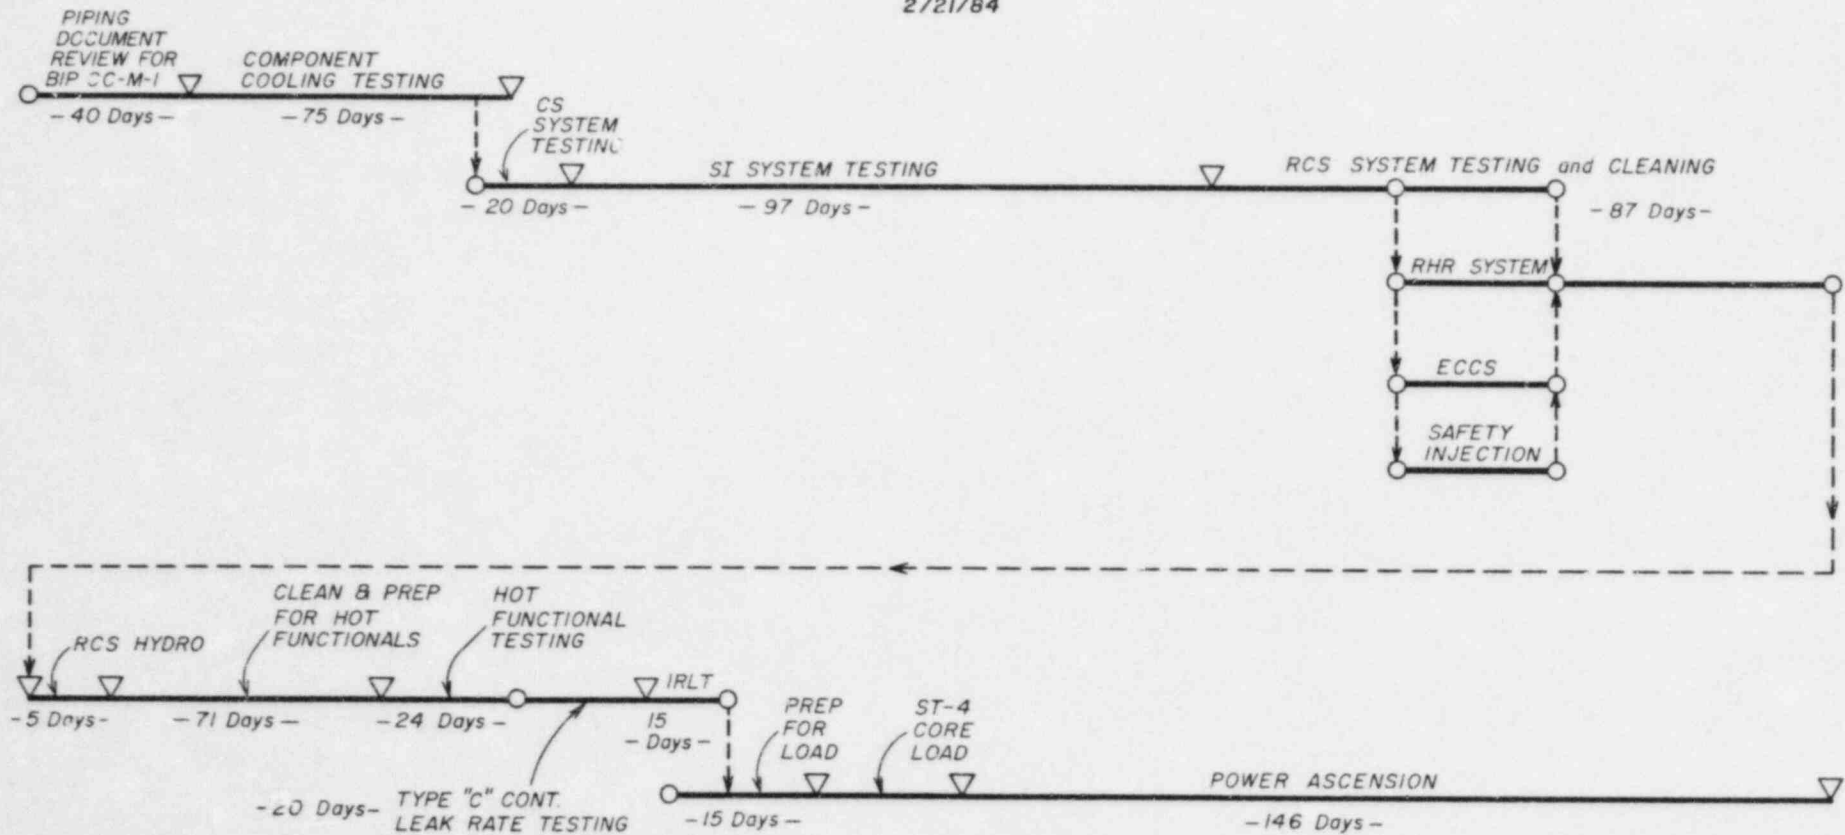 2/21/84
PIPING
DOCUMENT
REVIEW FOR
BIP CC-M-1
COMPONENT
COOLING TESTING
- 40 Days -
- 75 Days -
CS
SYSTEM
TESTING
SI SYSTEM TESTING
RCS SYSTEM TESTING and CLEANING
- 20 Days -
- 97 Days -
- 87 Days -
RHR SYSTEM
ECCS
SAFETY
INJECTION
RCS HYDRO
CLEAN & PREP
FOR HOT
FUNCTIONALS
HOT
FUNCTIONAL
TESTING
IRLT
- 5 Days -
- 71 Days -
- 24 Days -
15
- Days -
PREP
FOR
LOAD
ST-4
CORE
LOAD
POWER ASCENSION
- 20 Days -
TYPE "C" CONT.
LEAK RATE TESTING
- 15 Days -
- 146 Days -